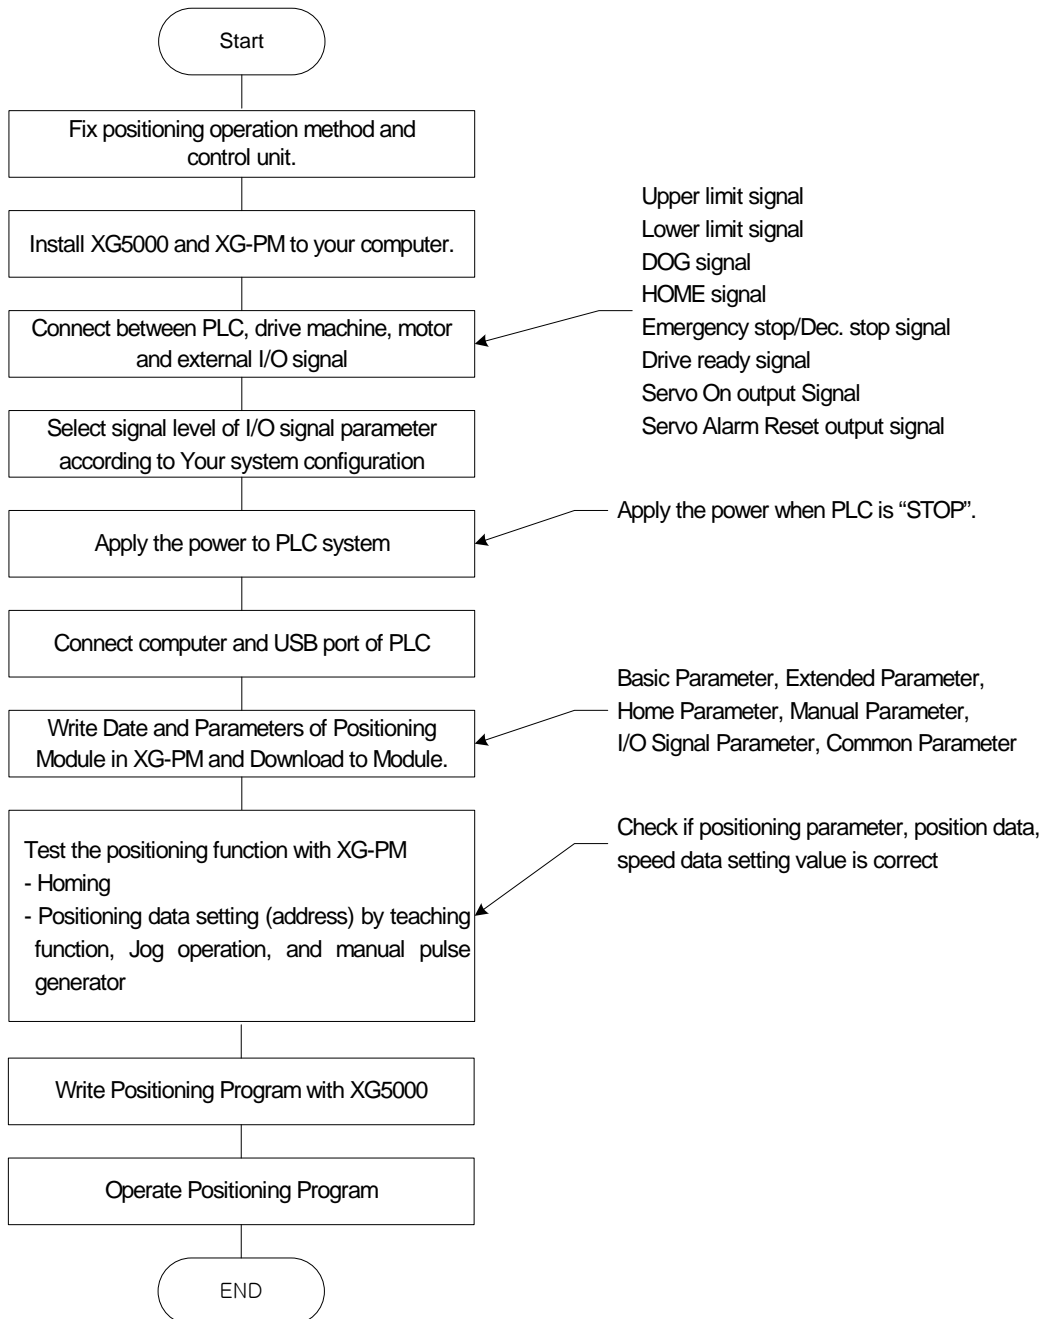 Start
Fix positioning operation method and
control unit.
Install XG5000 and XG-PM to your computer.
Connect between PLC, drive machine, motor
and external I/O signal
Upper limit signal
Lower limit signal
DOG signal
HOME signal
Emergency stop/Dec. stop signal
Drive ready signal
Servo On output Signal
Servo Alarm Reset output signal
Select signal level of I/O signal parameter
according to Your system configuration
Apply the power to PLC system
Apply the power when PLC is “STOP”.
Connect computer and USB port of PLC
Write Date and Parameters of Positioning
Module in XG-PM and Download to Module.
Basic Parameter, Extended Parameter,
Home Parameter, Manual Parameter,
I/O Signal Parameter, Common Parameter
Test the positioning function with XG-PM
- Homing
- Positioning data setting (address) by teaching
function, Jog operation, and manual pulse
generator
Check if positioning parameter, position data,
speed data setting value is correct
Write Positioning Program with XG5000
Operate Positioning Program
END